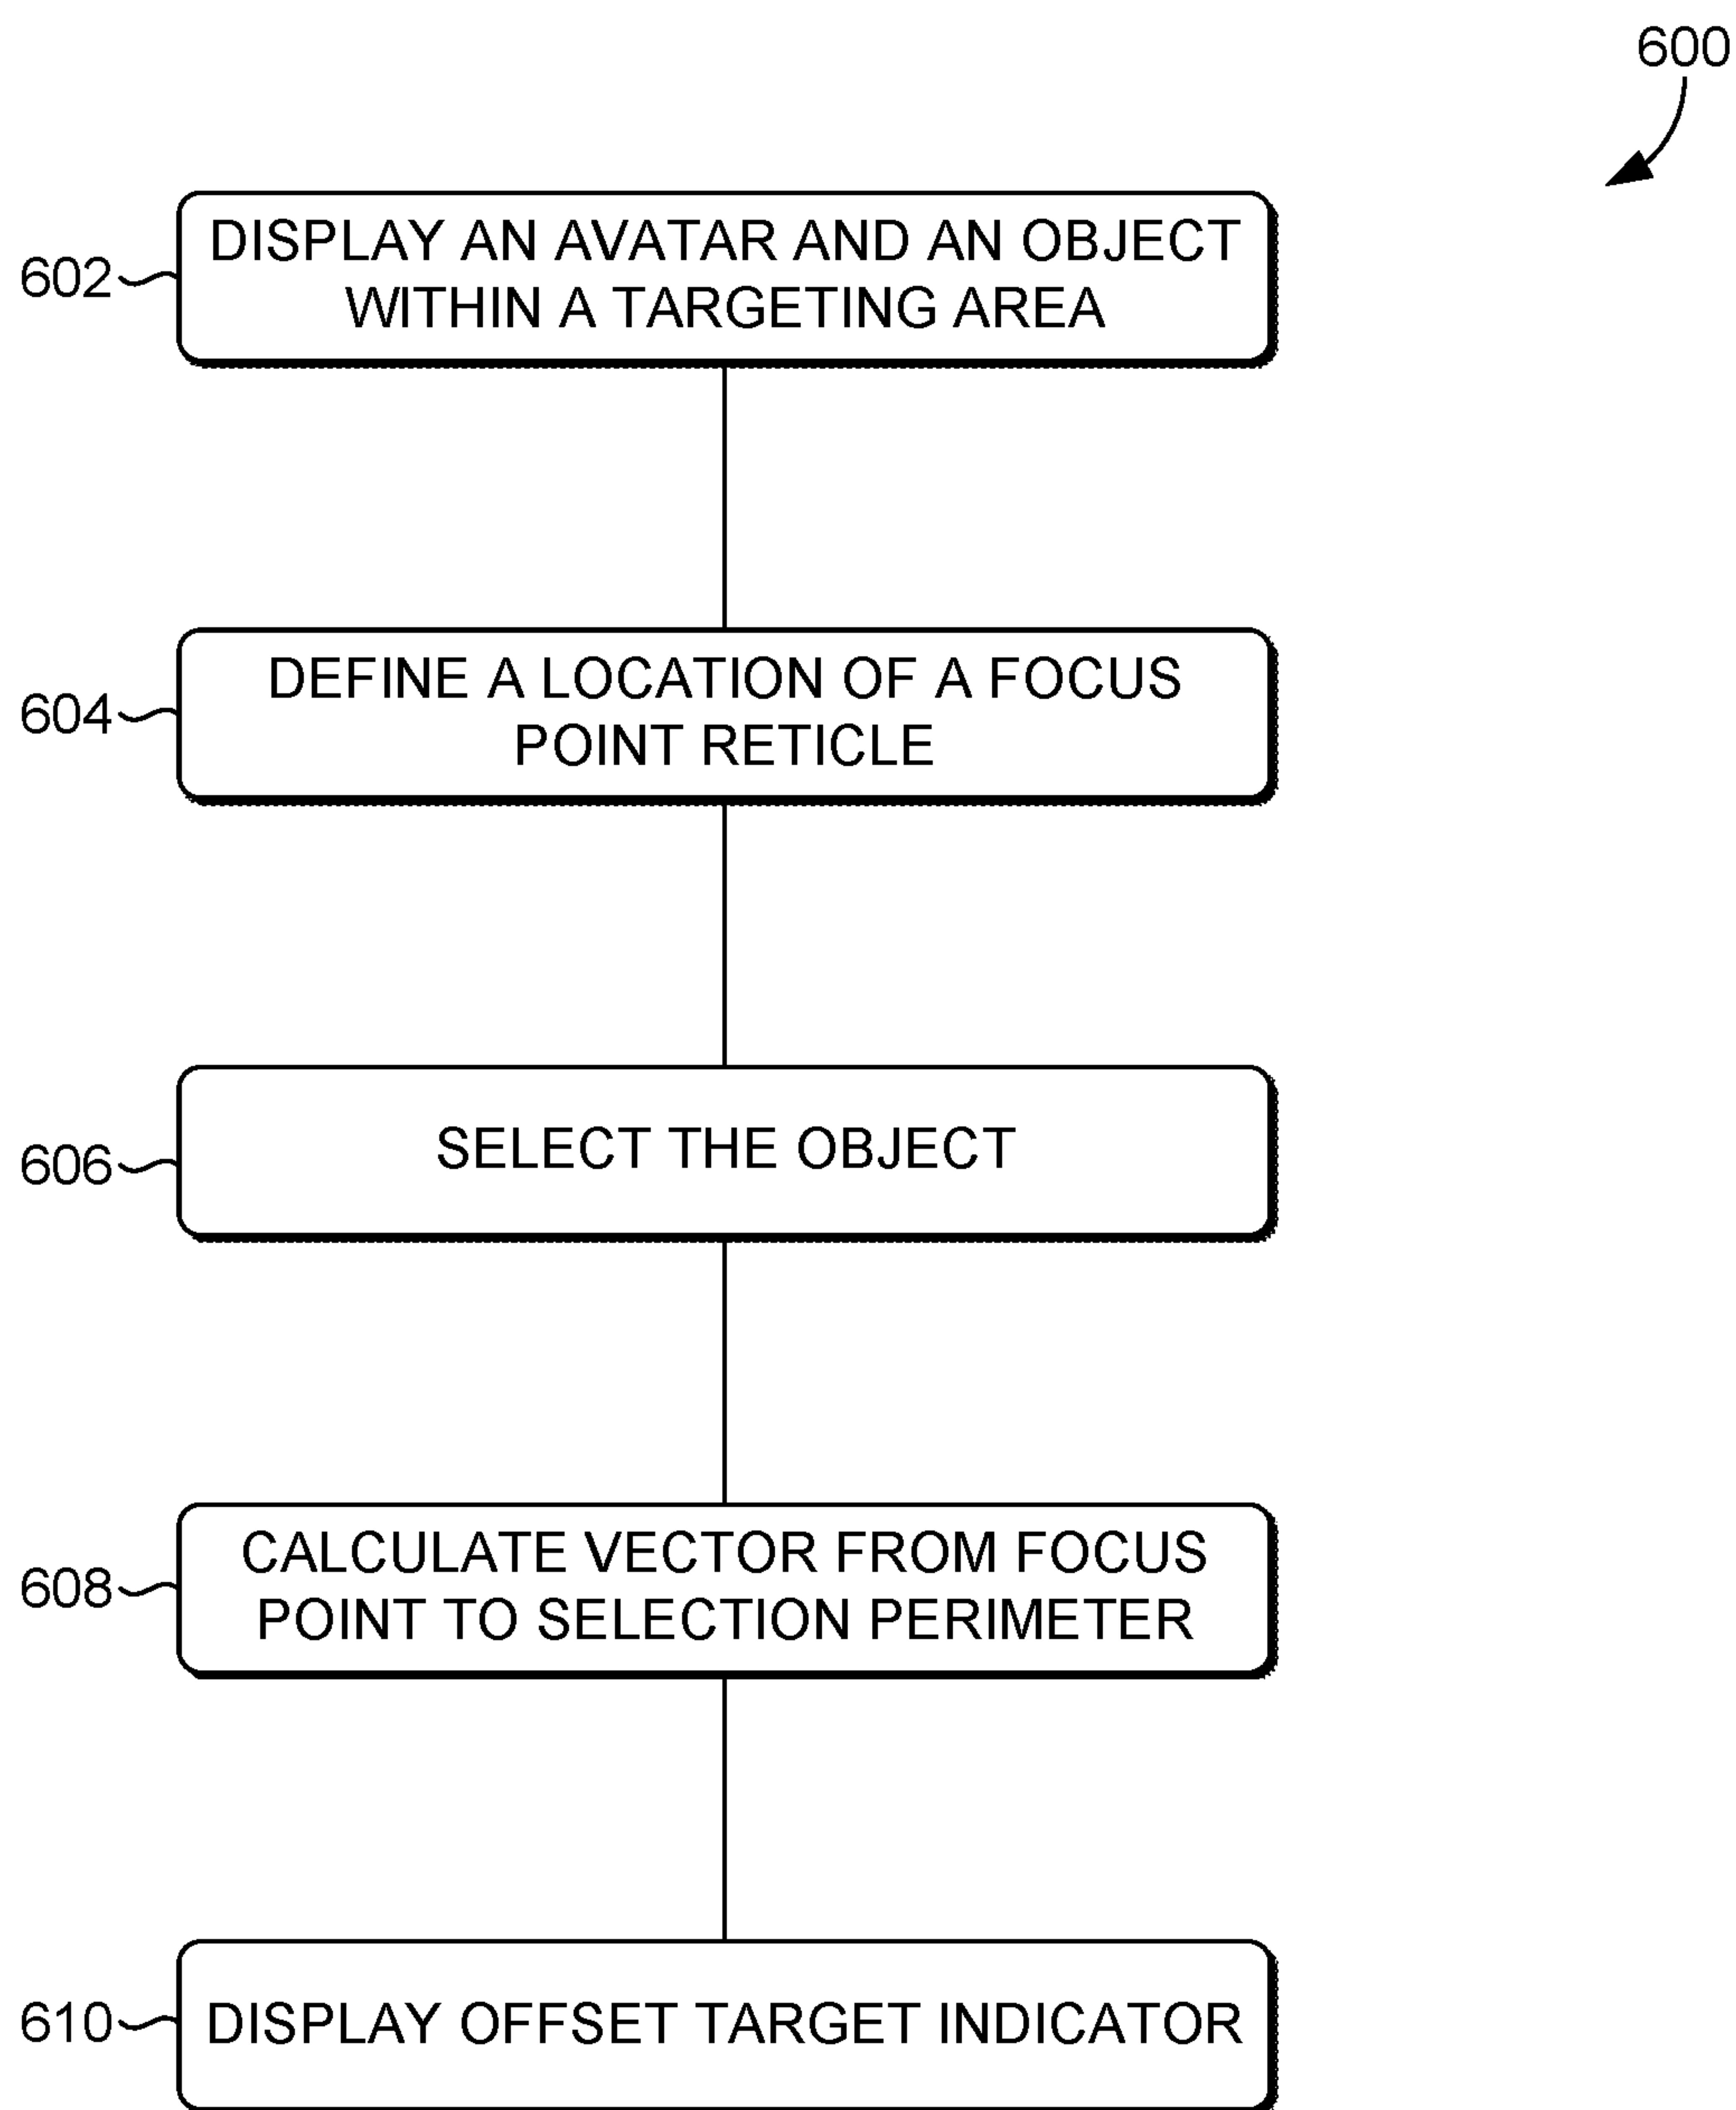 600
602
DISPLAY AN AVATAR AND AN OBJECT
WITHIN A TARGETING AREA
604
DEFINE A LOCATION OF A FOCUS
POINT RETICLE
606
SELECT THE OBJECT
608
CALCULATE VECTOR FROM FOCUS
POINT TO SELECTION PERIMETER
610
DISPLAY OFFSET TARGET INDICATOR